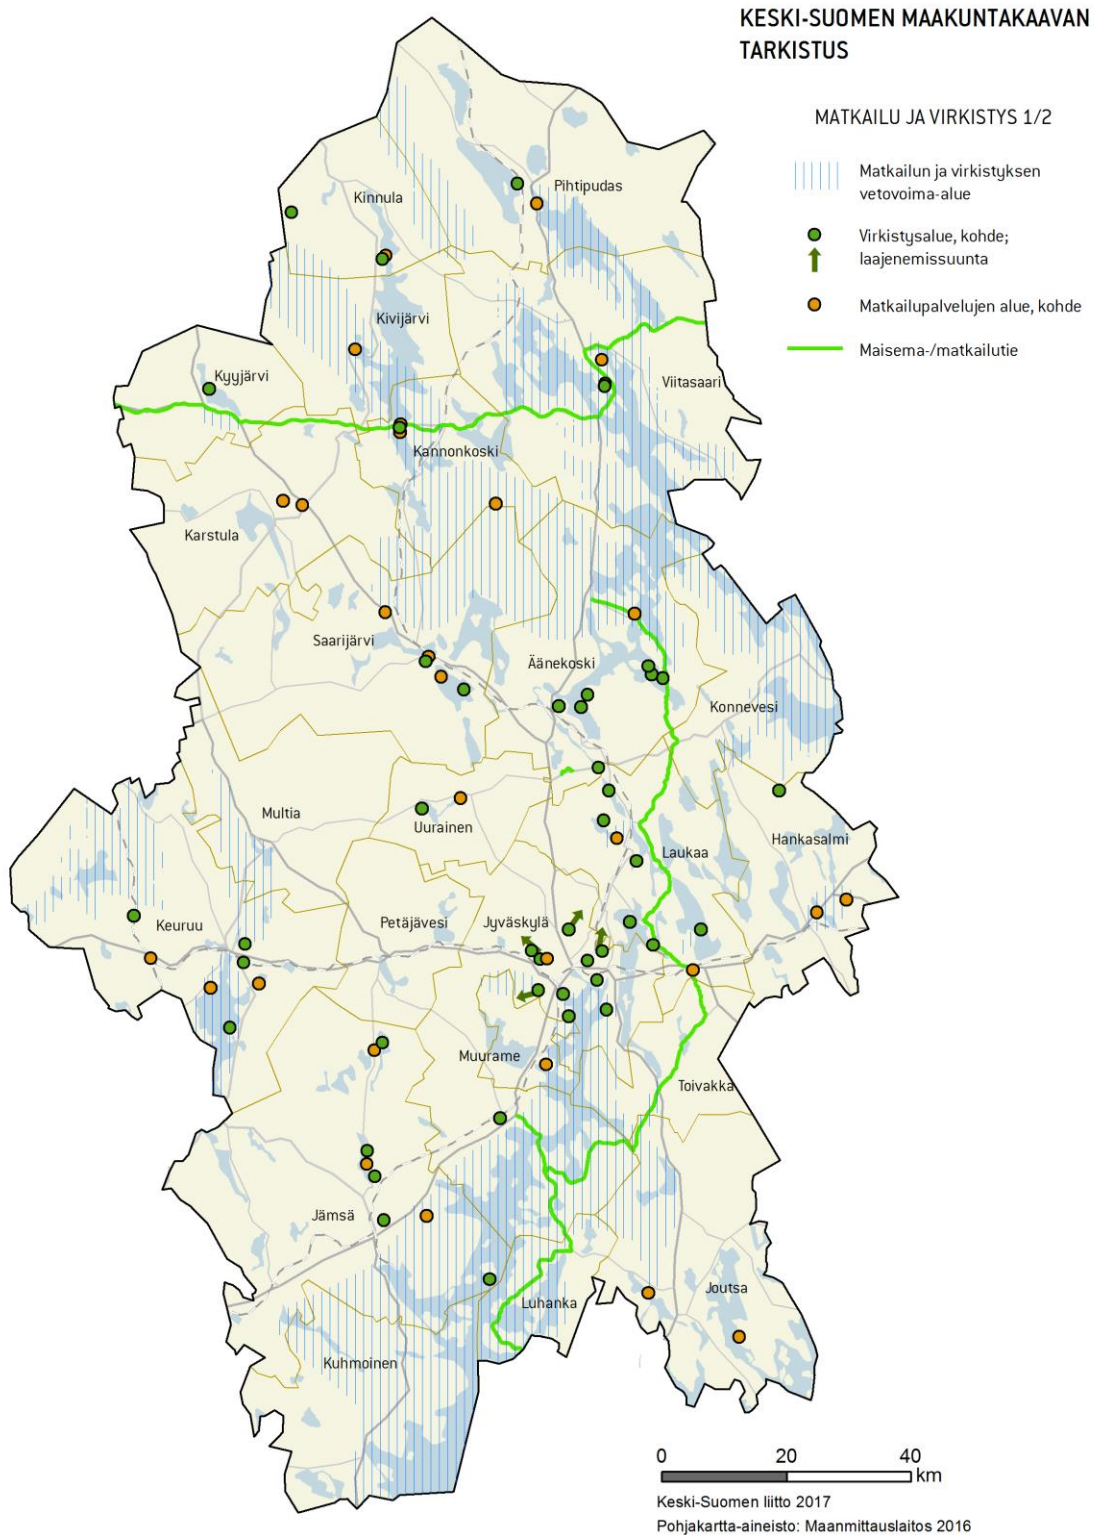 KESKI-SUOMEN MAAKUNTAKAAVAN
TARKISTUS
MATKAILU JA VIRKISTYS 1/2
Matkailun ja virkistyksen
vetovoima-alue
Virkistysalue, kohde;
laajenemissuunta
Matkailupalvelujen alue, kohde
Maisema-/matkailutie
Pihtipudas
Kinnula
Kivijärvi
Kyyjärvi
Viitasaari
Kannonkoski
Karstula
Saarijärvi
Äänekoski
Konnevesi
Multia
Uurainen
Laukaa
Hankasalmi
Keuruu
Petäjävesi
Jyväskylä
Muurame
Toivakka
Jämsä
Joutsa
Luhanka
Kuhmoinen
0 20 40
km
Keski-Suomen liitto 2017
Pohjakartta-aineisto: Maanmittauslaitos 2016